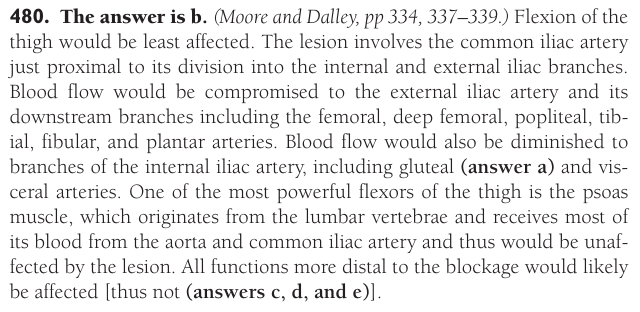 480. The answer is b. (Moore and Dalley, pp 334, 337–339.) Flexion of the
thigh would be least affected. The lesion involves the common iliac artery
just proximal to its division into the internal and external iliac branches.
Blood flow would be compromised to the external iliac artery and its
downstream branches including the femoral, deep femoral, popliteal, tib-
ial, fibular, and plantar arteries. Blood flow would also be diminished to
branches of the internal iliac artery, including gluteal (answer a) and vis-
ceral arteries. One of the most powerful flexors of the thigh is the psoas
muscle, which originates from the lumbar vertebrae and receives most of
its blood from the aorta and common iliac artery and thus would be unaf-
fected by the lesion. All functions more distal to the blockage would likely
be affected [thus not (answers c, d, and e)].